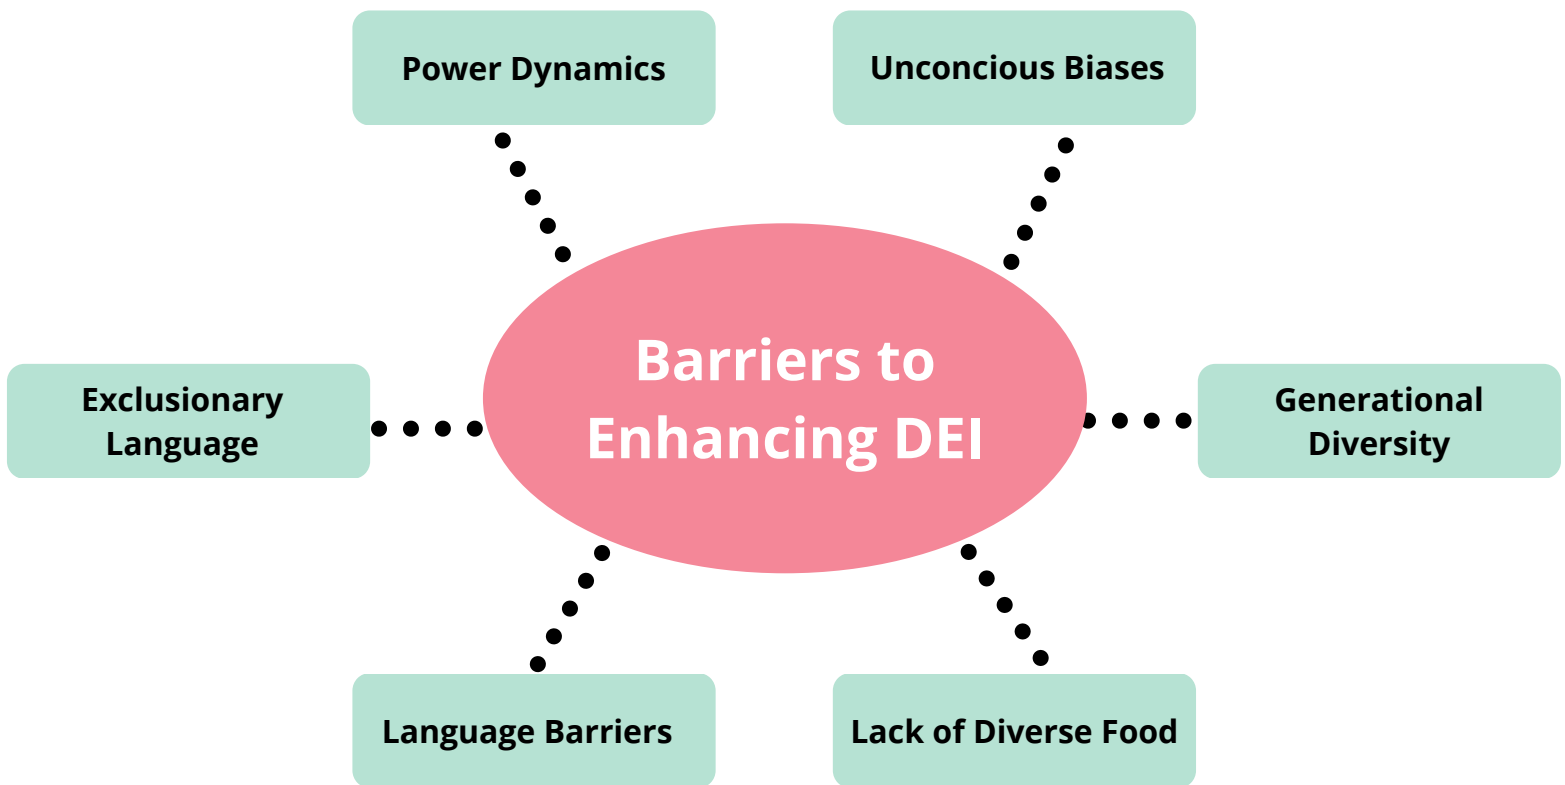 Power Dynamics
Unconcious Biases
Barriers to
Enhancing DEI
Exclusionary
Language
Generational
Diversity
Language Barriers
Lack of Diverse Food